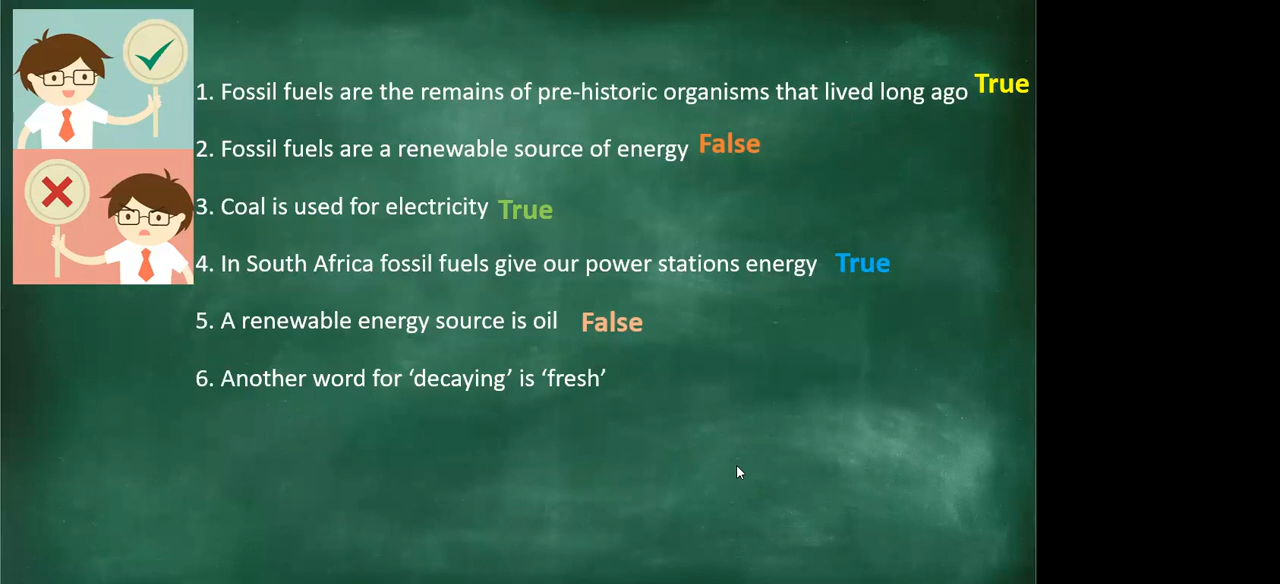 1. Fossil fuels are the remains of pre-historic organisms that lived long ago True
2. Fossil fuels are a renewable source of energy False
3. Coal is used for electricity True
4. In South Africa fossil fuels give our power stations energy True
5. A renewable energy source is oil False
6. Another word for ‘decaying’ is ‘fresh’